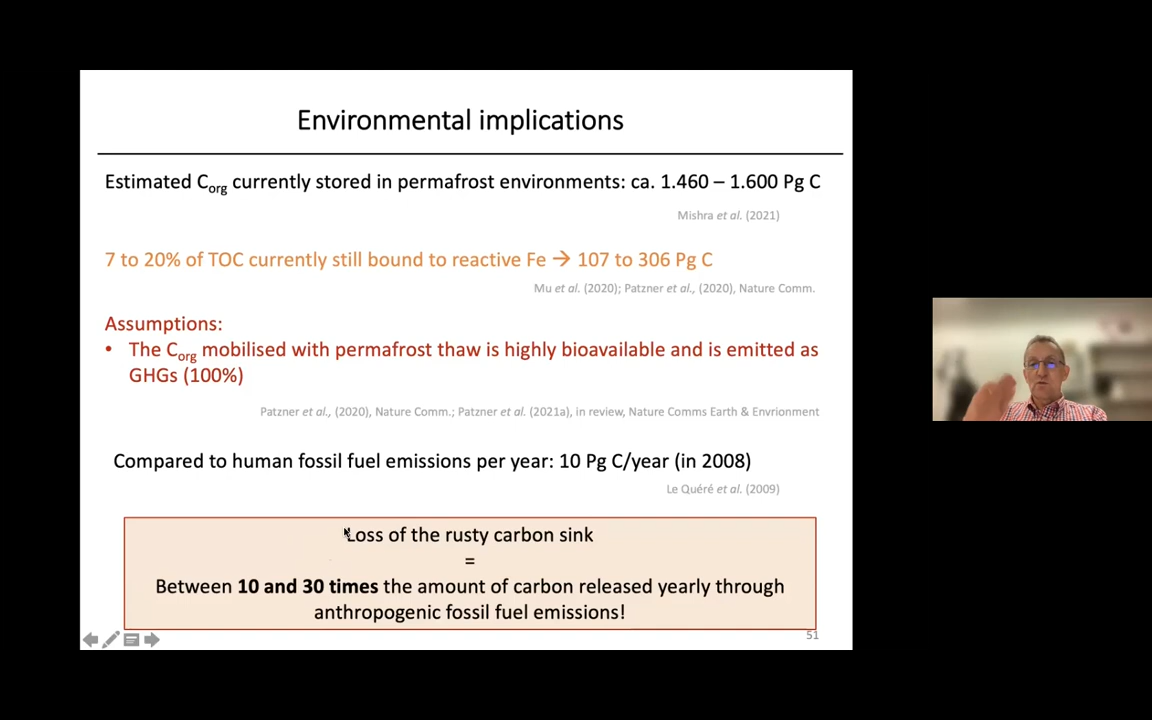 Environmental implications
Estimated Corg currently stored in permafrost environments: ca. 1.460 – 1.600 Pg C
Mishra et al. (2021)
7 to 20% of TOC currently still bound to reactive Fe → 107 to 306 Pg C
Mu et al. (2020); Patzner et al., (2020), Nature Comm.
Assumptions:
• The Corg mobilised with permafrost thaw is highly bioavailable and is emitted as
GHGs (100%)
Patzner et al., (2020), Nature Comm.; Patzner et al. (2021a), in review, Nature Comms Earth & Envrionment
Compared to human fossil fuel emissions per year: 10 Pg C/year (in 2008)
Le Quéré et al. (2009)
Loss of the rusty carbon sink
=
Between 10 and 30 times the amount of carbon released yearly through
anthropogenic fossil fuel emissions!
51